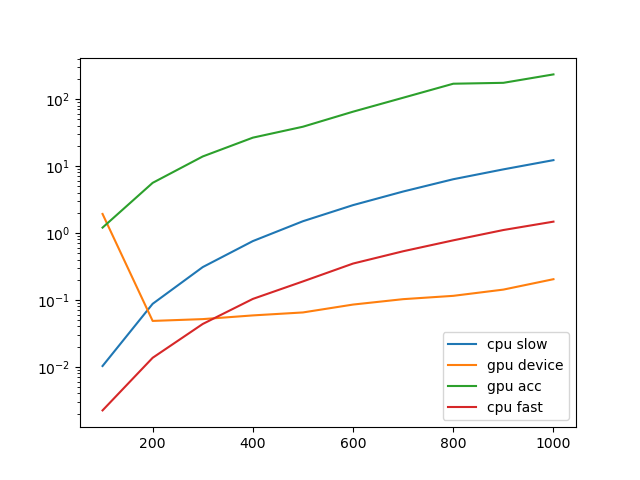 10²
10¹
10⁰
10⁻¹
10⁻²
200
400
600
800
1000
cpu slow
gpu device
gpu acc
cpu fast